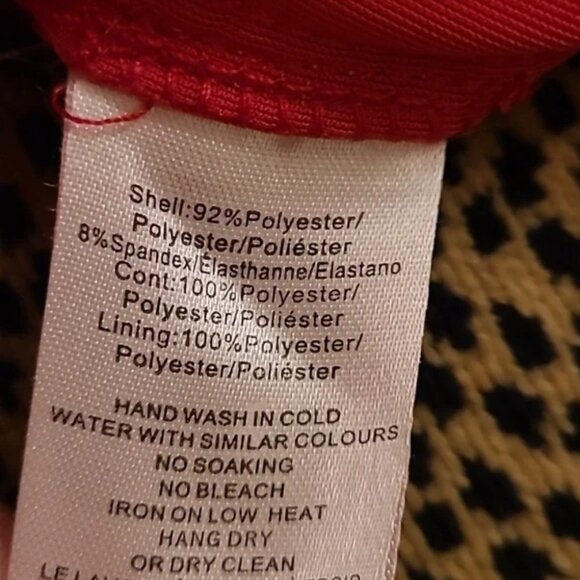 Shell:92%Polyester/
Polyester/Poliéster
8%Spandex/Élasthanne/Elastano
Cont:100%Polyester/
Polyester/Poliéster
Lining:100%Polyester/
Polyester/Poliéster
HAND WASH IN COLD
WATER WITH SIMILAR COLOURS
NO SOAKING
NO BLEACH
IRON ON LOW HEAT
HANG DRY
OR DRY CLEAN